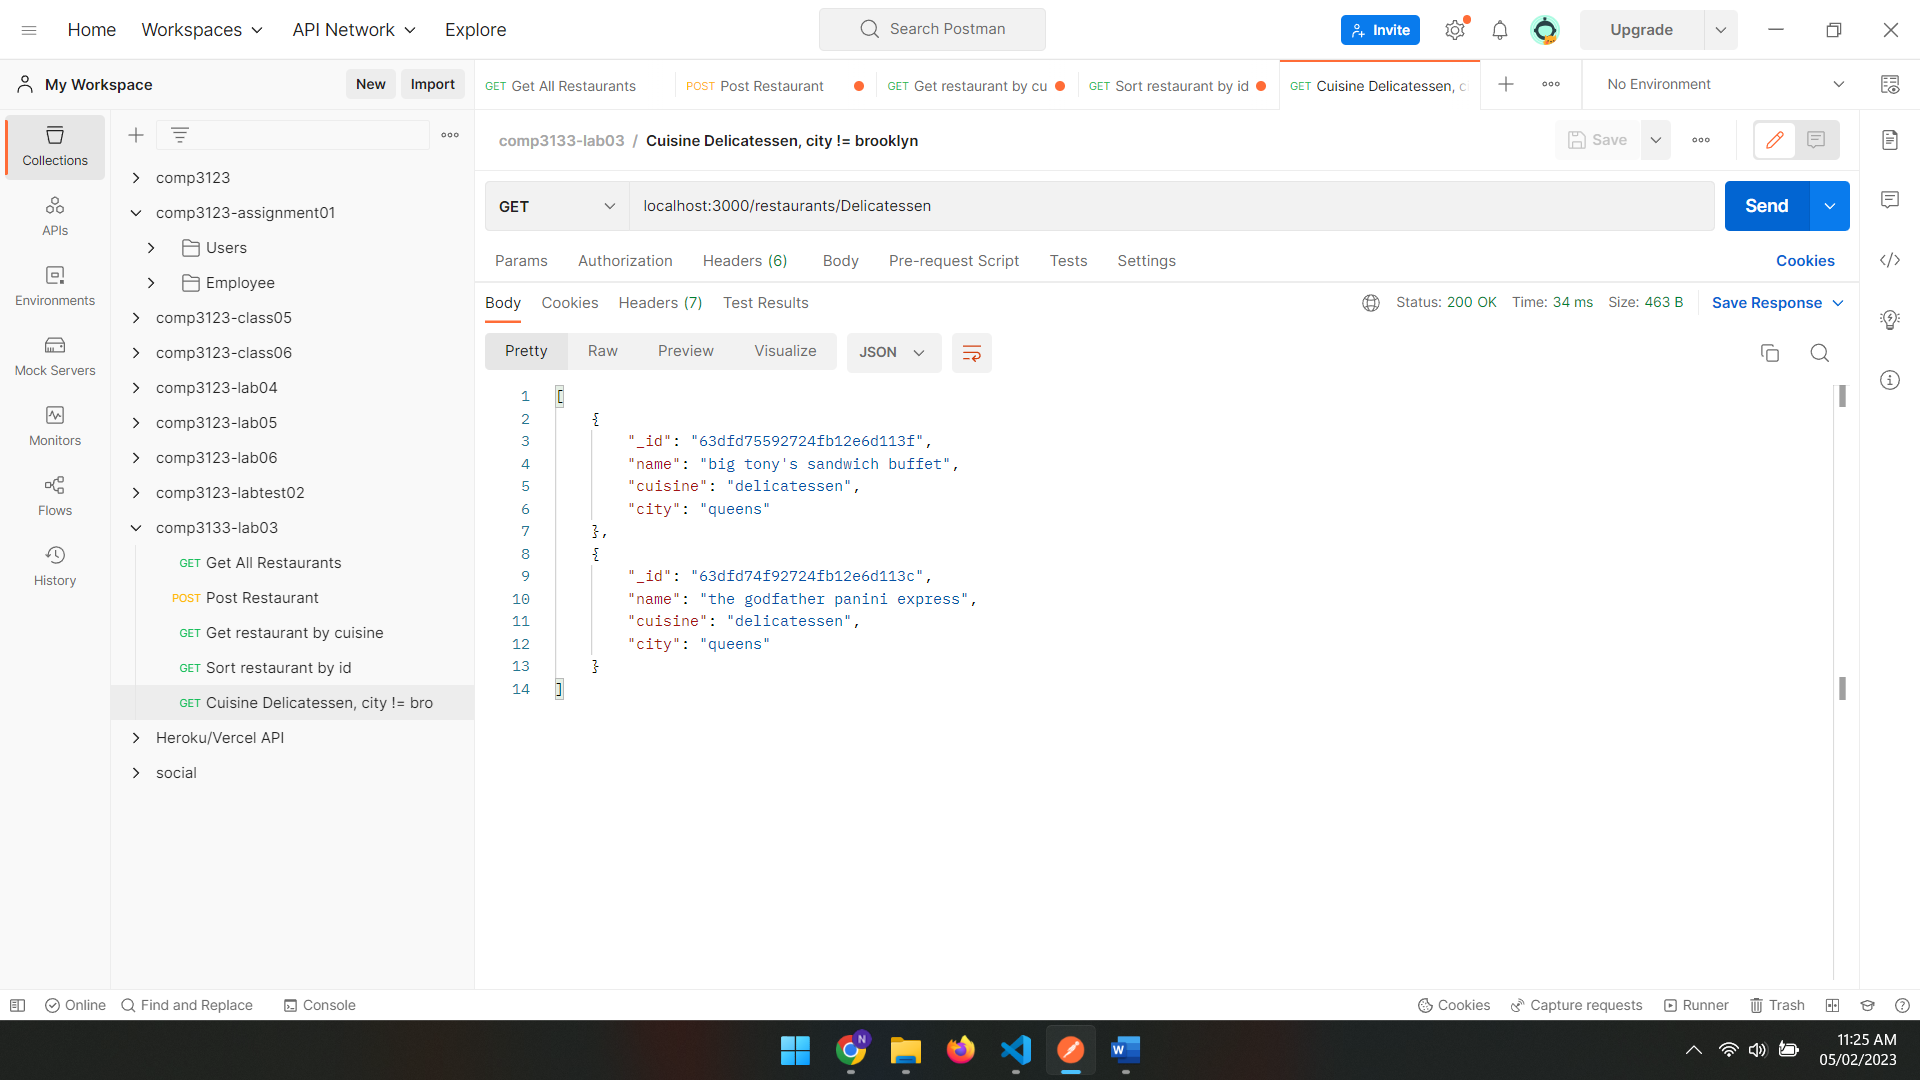 Home Workspaces API Network Explore Search Postman Invite Upgrade
My Workspace New Import
GET Get All Restaurants POST Post Restaurant GET Get restaurant by cu GET Sort restaurant by id GET Cuisine Delicatessen, c No Environment
Collections
APIs
Environments
Mock Servers
Monitors
Flows
History
comp3123
comp3123-assignment01
Users
Employee
comp3123-class05
comp3123-class06
comp3123-lab04
comp3123-lab05
comp3123-lab06
comp3123-labtest02
comp3133-lab03
GET Get All Restaurants
POST Post Restaurant
GET Get restaurant by cuisine
GET Sort restaurant by id
GET Cuisine Delicatessen, city != bro
Heroku/Vercel API
social
comp3133-lab03 / Cuisine Delicatessen, city != brooklyn Save
GET localhost:3000/restaurants/Delicatessen Send
Params Authorization Headers (6) Body Pre-request Script Tests Settings Cookies
Body Cookies Headers (7) Test Results Status: 200 OK Time: 34 ms Size: 463 B Save Response
Pretty Raw Preview Visualize JSON
1 [
2 {
3 "_id": "63dfd75592724fb12e6d113f",
4 "name": "big tony's sandwich buffet",
5 "cuisine": "delicatessen",
6 "city": "queens"
7 },
8 {
9 "_id": "63dfd74f92724fb12e6d113c",
10 "name": "the godfather panini express",
11 "cuisine": "delicatessen",
12 "city": "queens"
13 }
14 ]
Online Find and Replace Console Cookies Capture requests Runner Trash
N
W
11:25 AM
05/02/2023